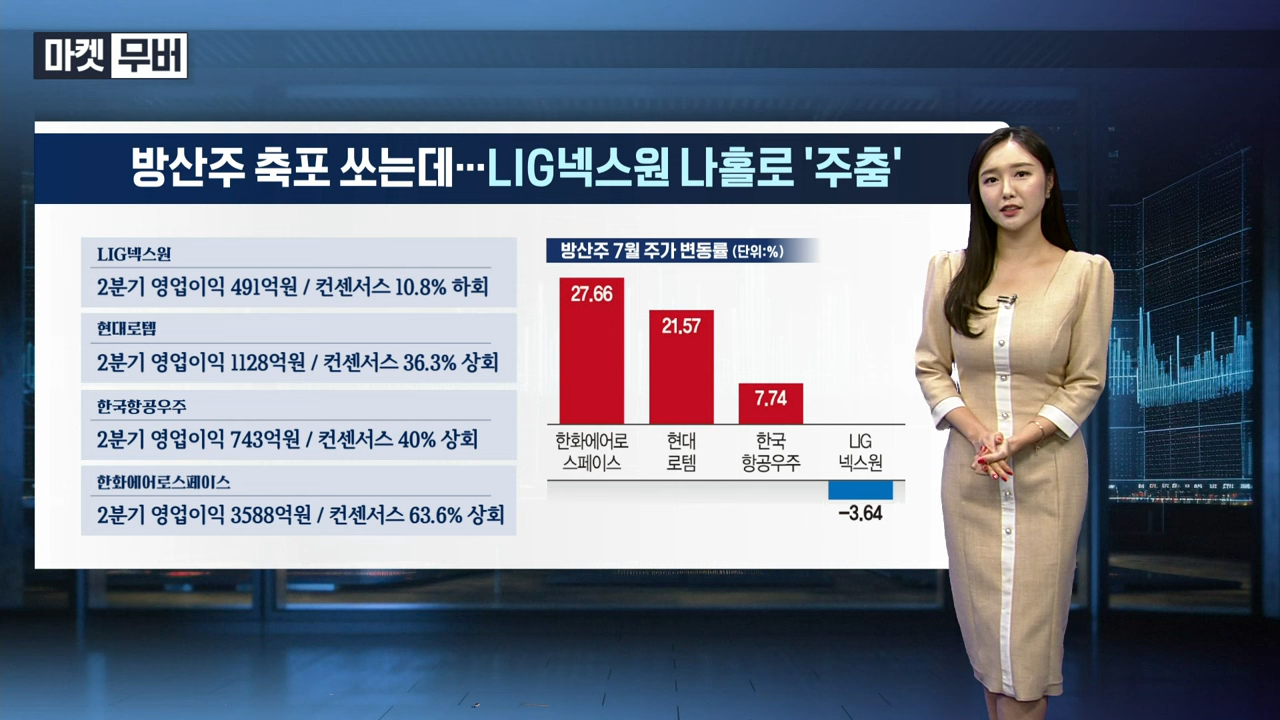 마켓 무버
방산주 축포 쏘는데…LIG넥스원 나홀로 '주춤'
LIG넥스원
2분기 영업이익 491억원 / 컨센서스 10.8% 하회
현대로템
2분기 영업이익 1128억원 / 컨센서스 36.3% 상회
한국항공우주
2분기 영업이익 743억원 / 컨센서스 40% 상회
한화에어로스페이스
2분기 영업이익 3588억원 / 컨센서스 63.6% 상회
방산주 7월 주가 변동률 (단위:%)
27.66
21.57
7.74
한화에어로
스페이스
현대
로템
한국
항공우주
LIG
넥스원
-3.64